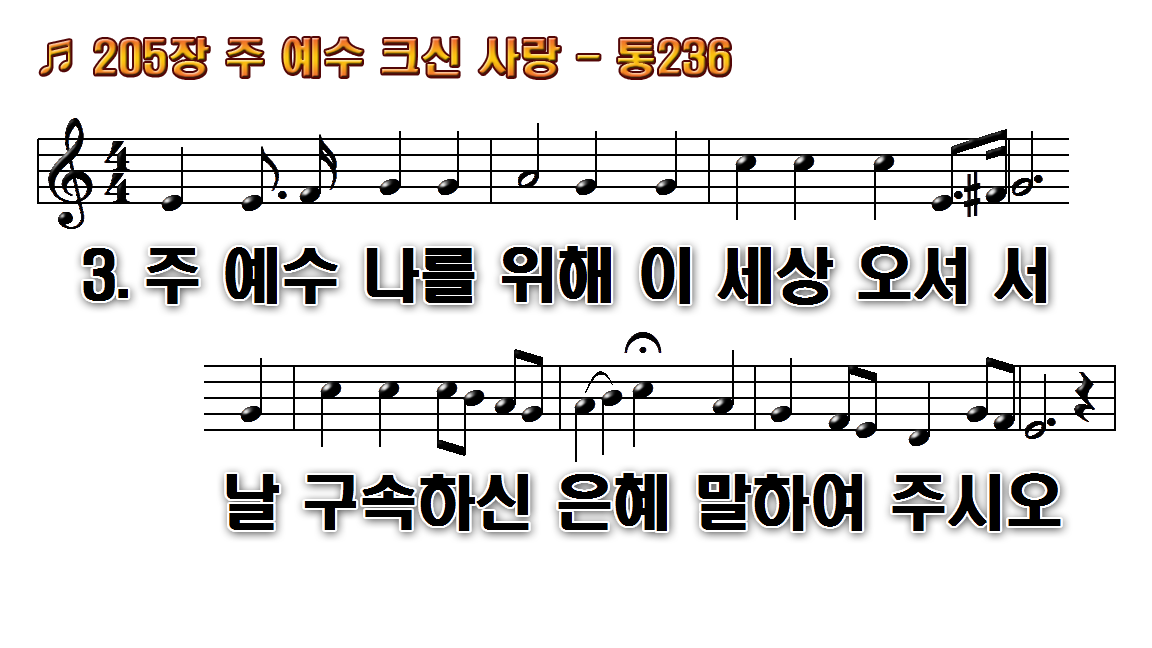 ♬ 205장 주 예수 크신 사랑 - 통236
4
4
3. 주 예수 나를 위해 이 세상 오셔 서
날 구속하신 은혜 말하여 주시오